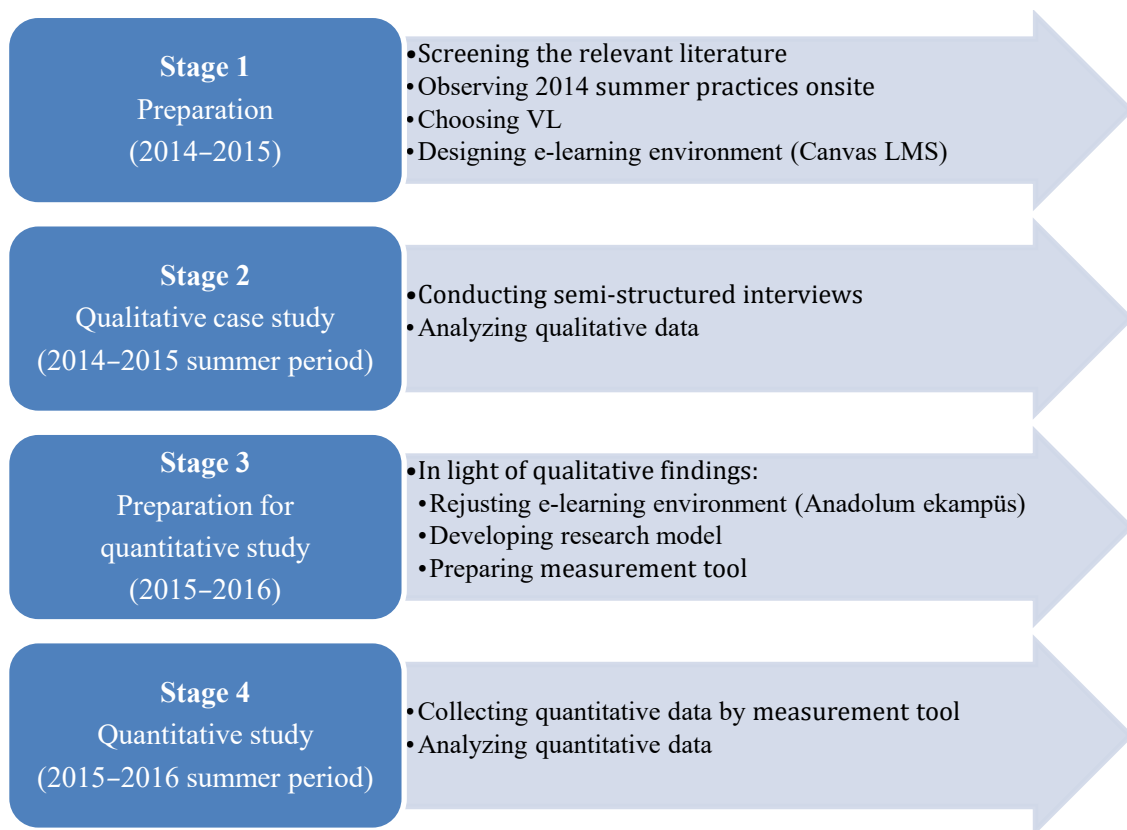 Stage 1
Preparation
(2014–2015)
•Screening the relevant literature
•Observing 2014 summer practices onsite
•Choosing VL
•Designing e-learning environment (Canvas LMS)
Stage 2
Qualitative case study
(2014–2015 summer period)
•Conducting semi-structured interviews
•Analyzing qualitative data
Stage 3
Preparation for
quantitative study
(2015–2016)
•In light of qualitative findings:
•Rejusting e-learning environment (Anadolum ekampüs)
•Developing research model
•Preparing measurement tool
Stage 4
Quantitative study
(2015–2016 summer period)
•Collecting quantitative data by measurement tool
•Analyzing quantitative data